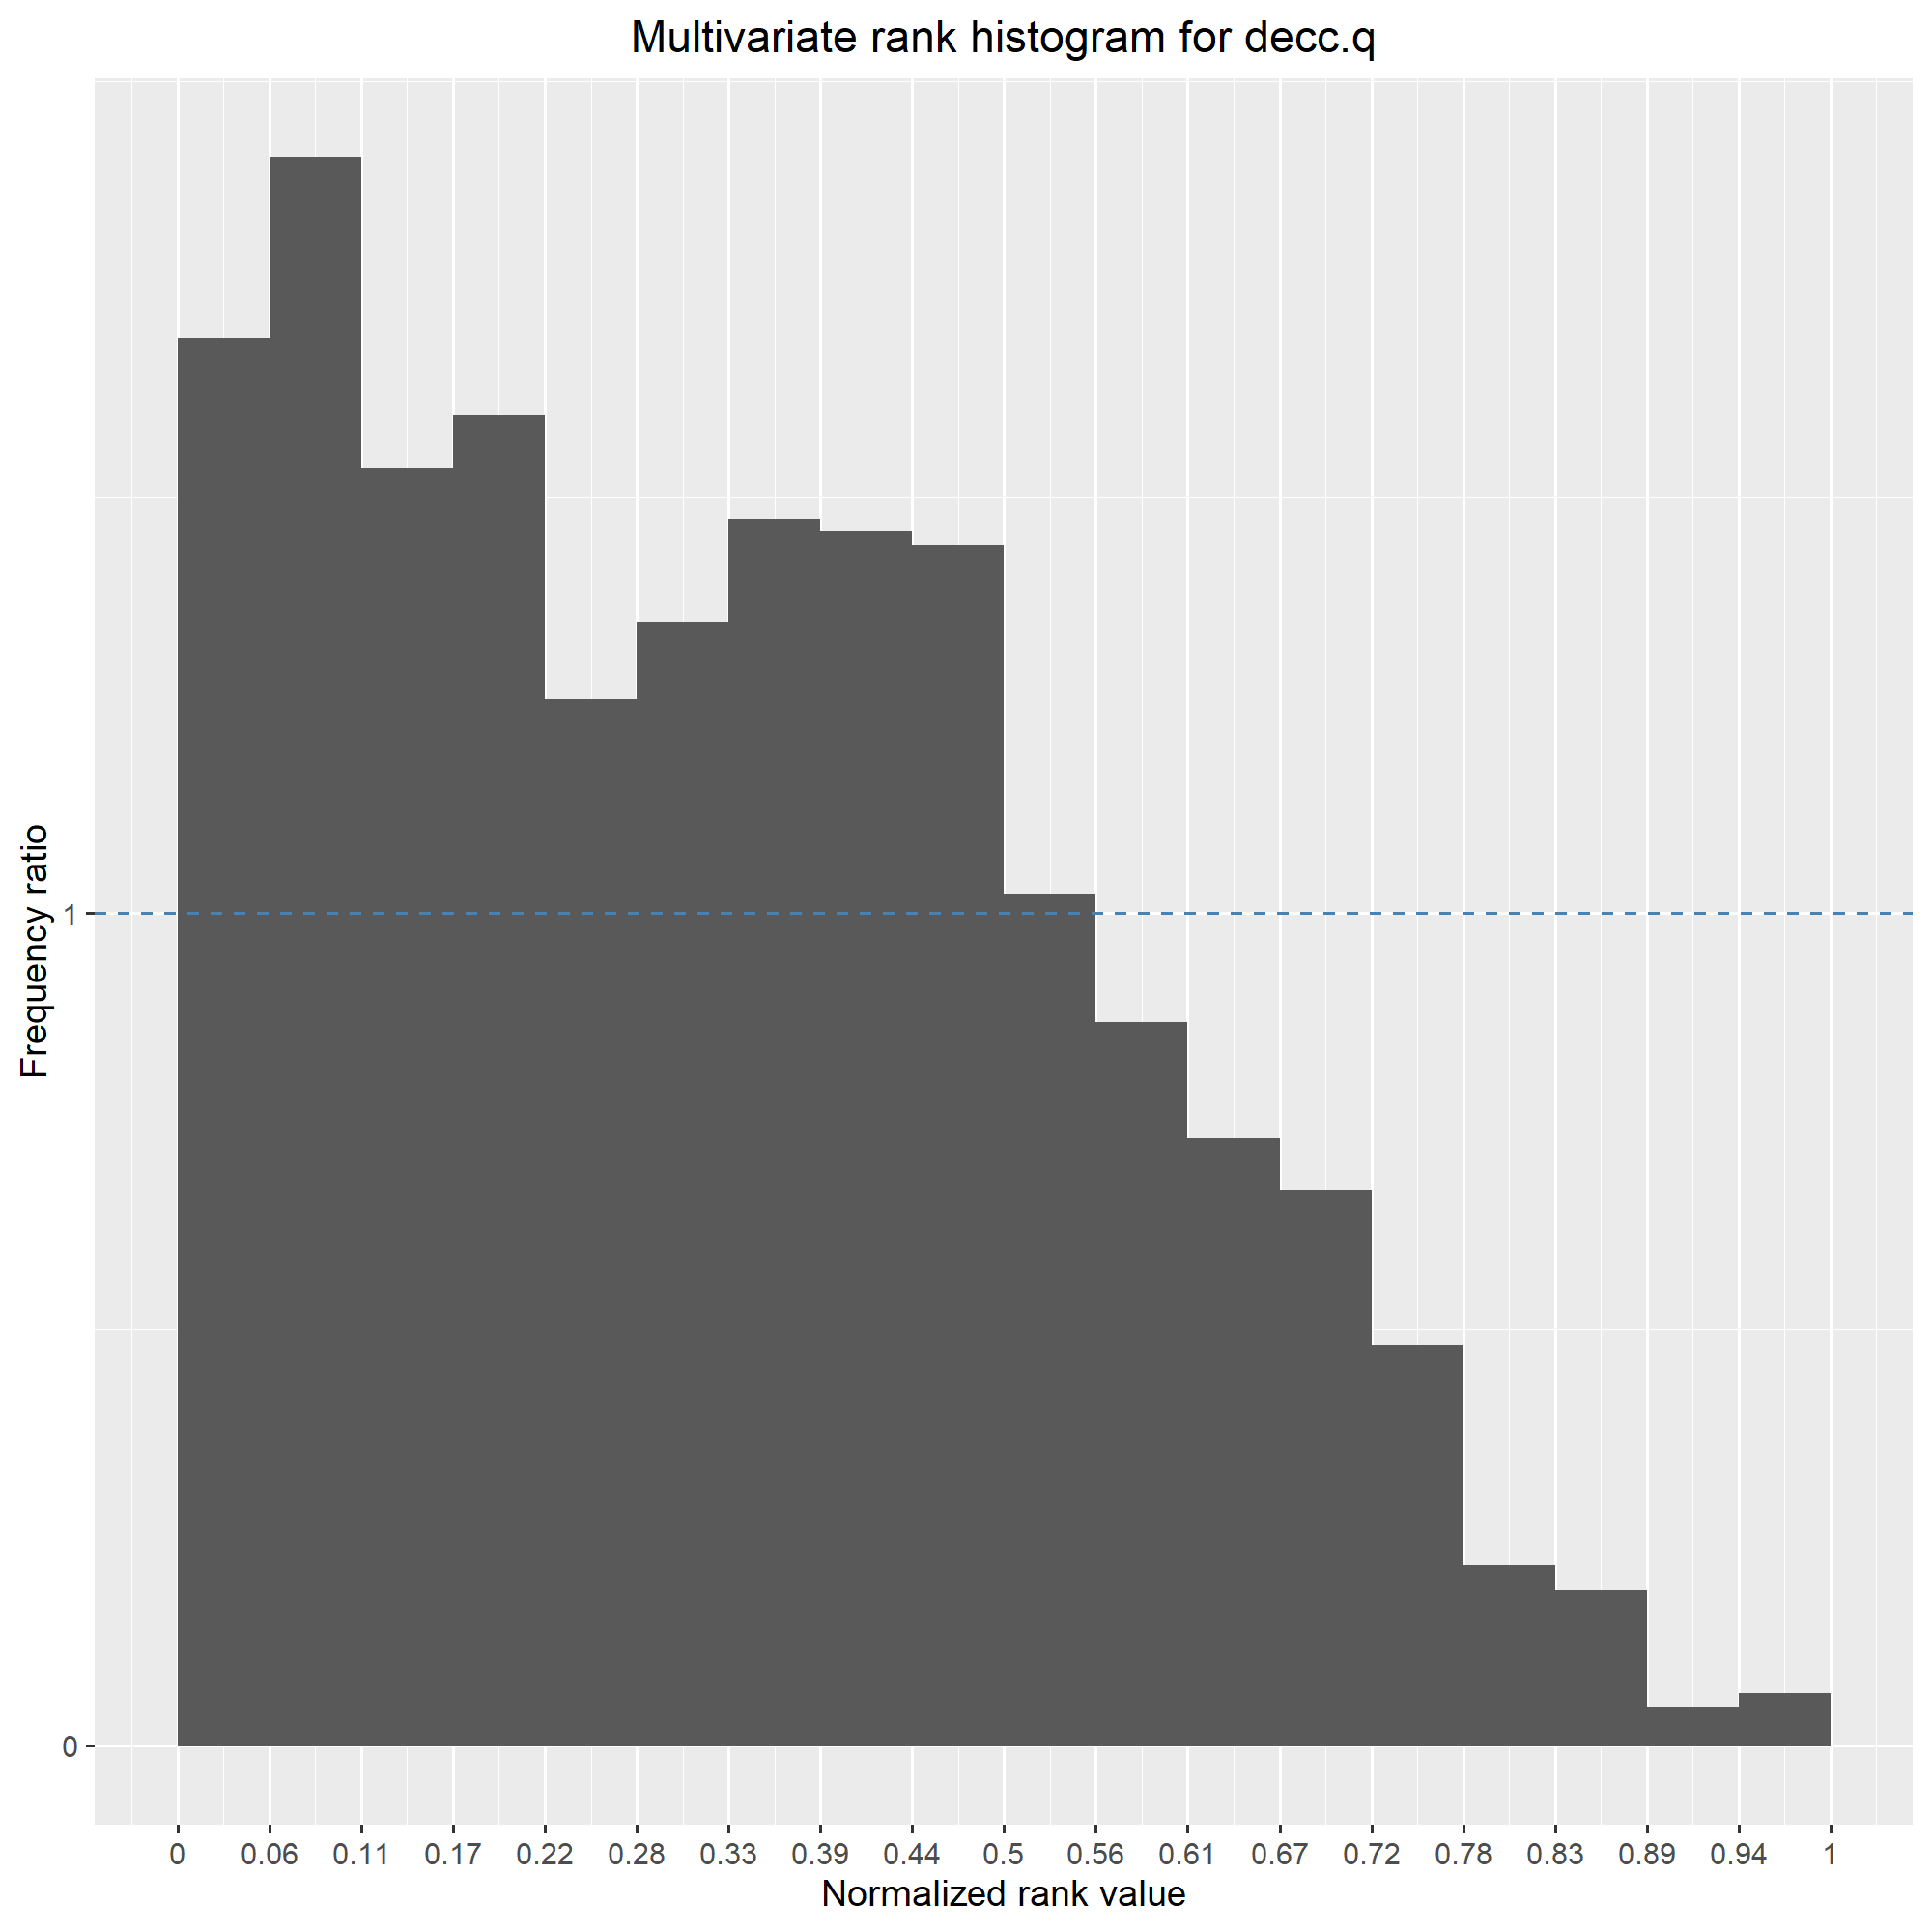 Multivariate rank histogram for decc.q
Frequency ratio
1
0
0 0.06 0.11 0.17 0.22 0.28 0.33 0.39 0.44 0.5 0.56 0.61 0.67 0.72 0.78 0.83 0.89 0.94 1
Normalized rank value